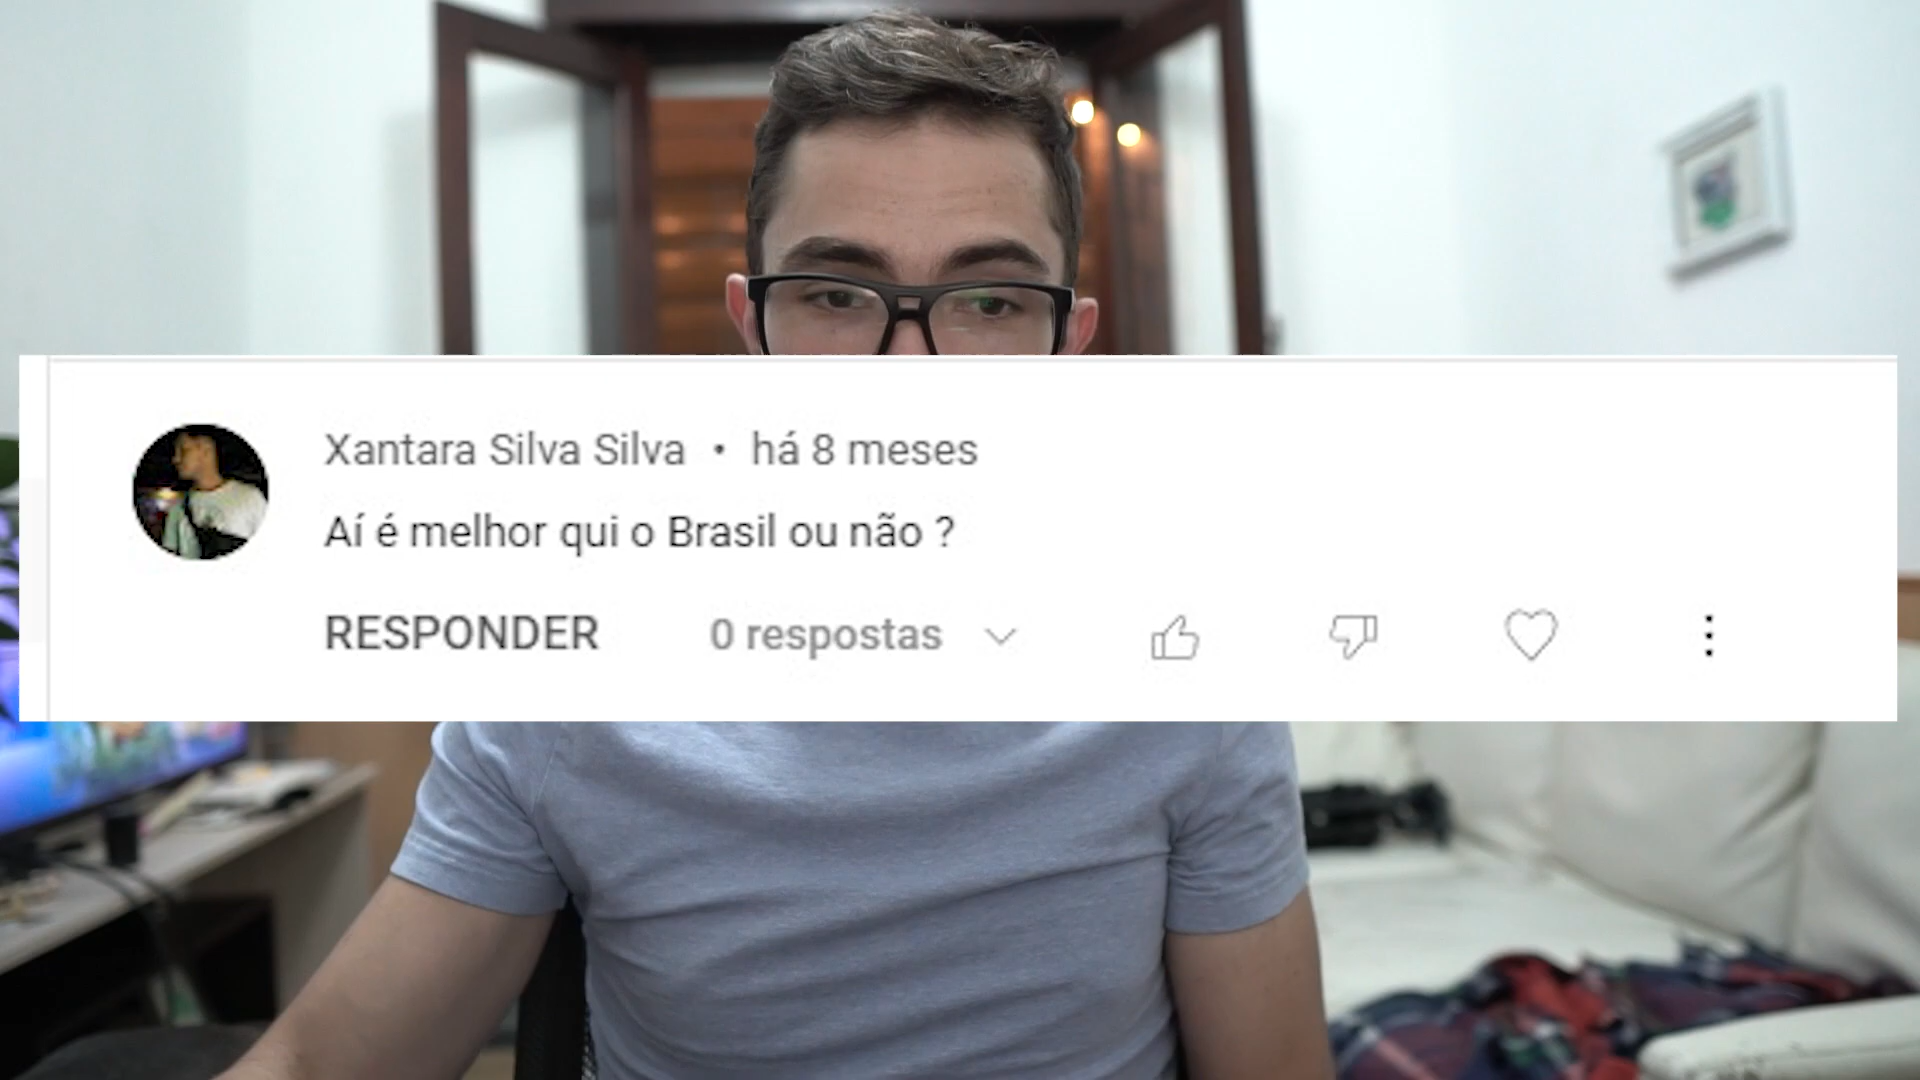 Xantara Silva Silva • há 8 meses
Aí é melhor qui o Brasil ou não ?
RESPONDER 0 respostas